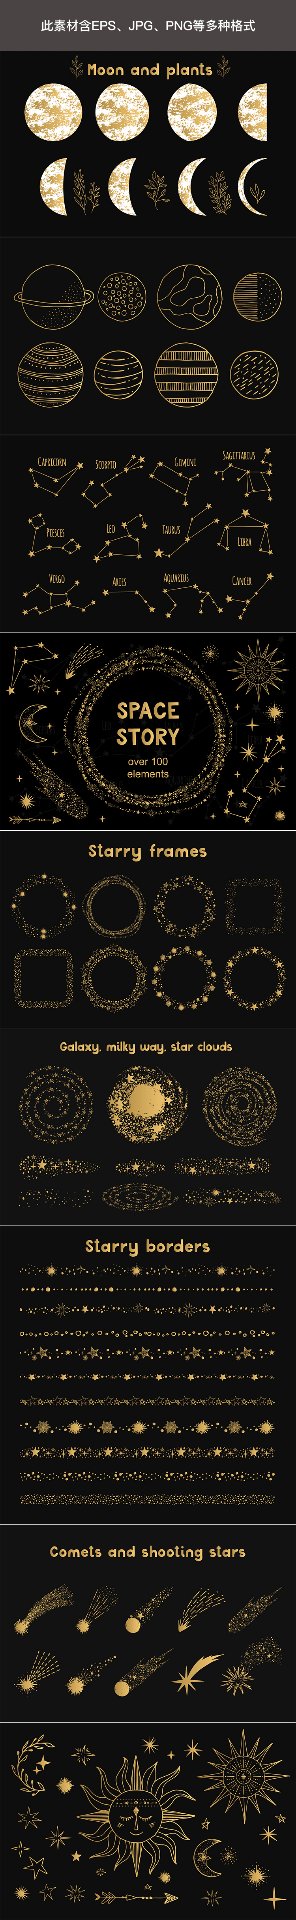 此素材含EPS、JPG、PNG等多种格式
Moon and plants
CAPRICORN
SCORPIO
GEMINI
SAGITTARIUS
PIESCES
LEO
TAURUS
LIBRA
VIRGO
ARIES
AQUARIUS
CANCER
SPACE
STORY
over 100
elements
Starry frames
Galaxy, milky way, star clouds
Starry borders
Comets and shooting stars